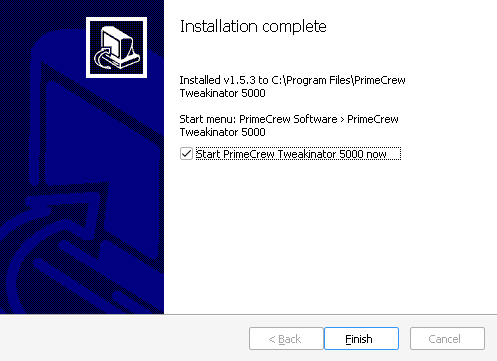 Installation complete
Installed v1.5.3 to C:\Program Files\PrimeCrew
Tweakinator 5000
Start menu: PrimeCrew Software > PrimeCrew
Tweakinator 5000
Start PrimeCrew Tweakinator 5000 now
< Back
Finish
Cancel